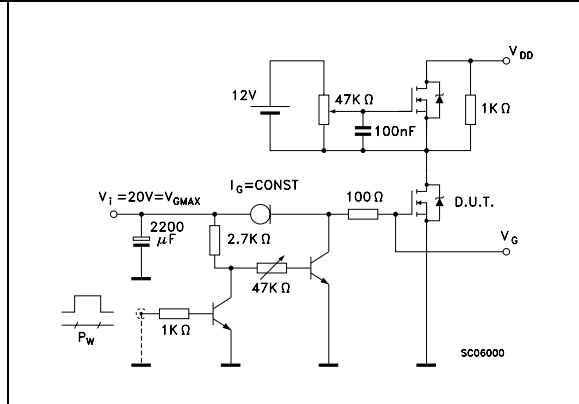 V_DD
12V
47KΩ
1KΩ
100nF
I_G=CONST
V_i =20V=V_GMAX
100Ω
D.U.T.
2200
μF
2.7KΩ
V_G
47KΩ
1KΩ
P_W
SC06000